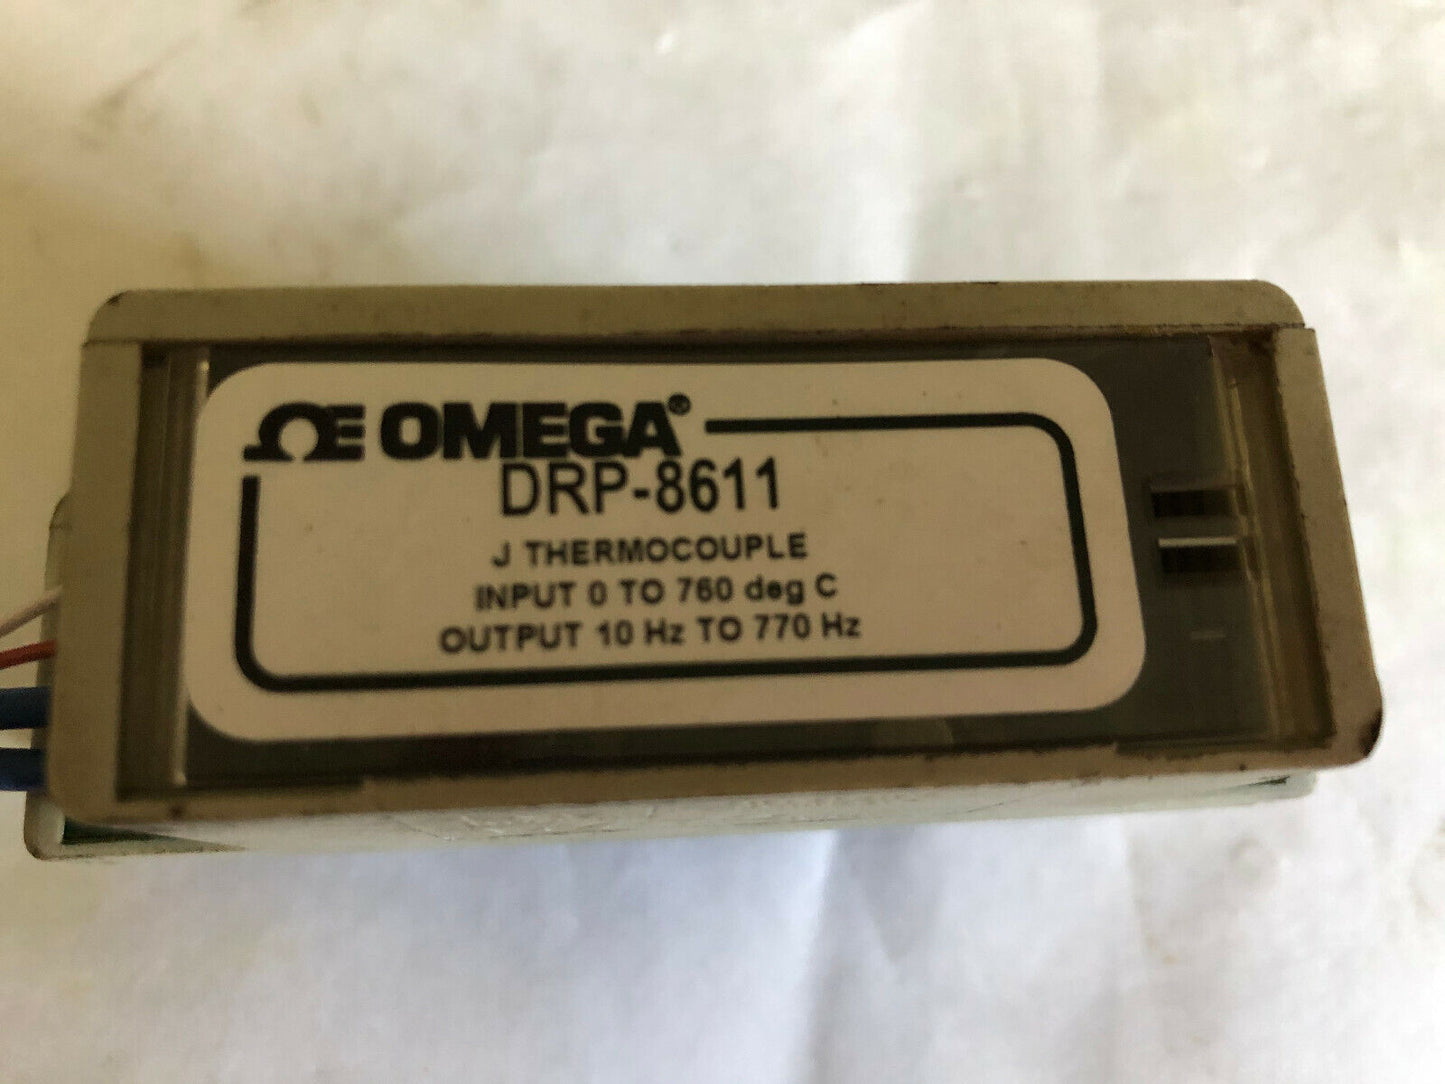 ΩE OMEGA®
DRP-8611
J THERMOCOUPLE
INPUT 0 TO 760 deg C
OUTPUT 10 Hz TO 770 Hz